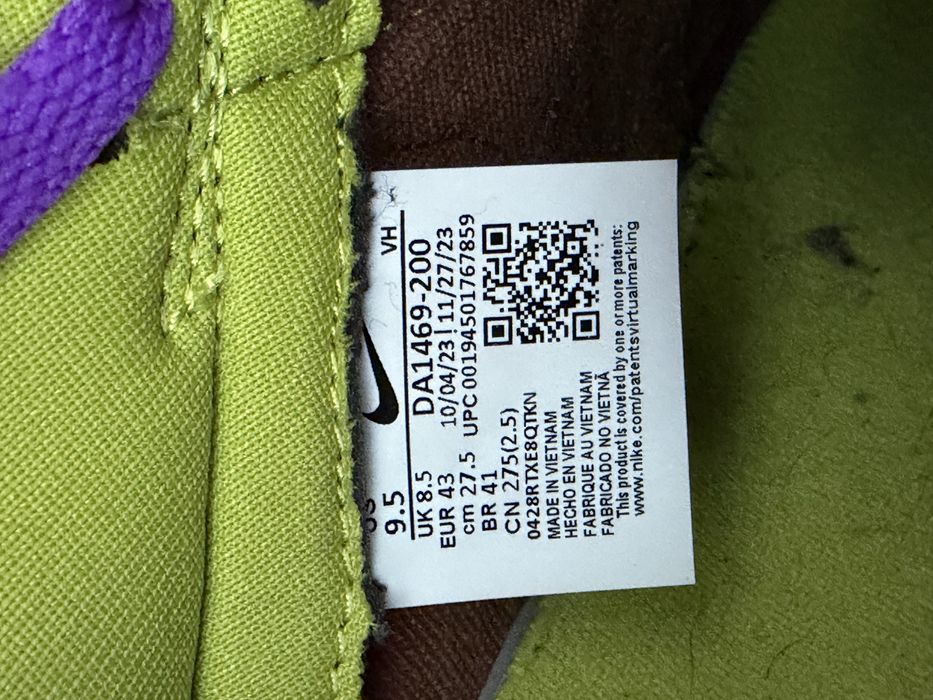 VH
US
9.5
UK 8.5 DA1469-200
EUR 43 10/04/23 | 11/27/23
cm 27.5 UPC 00194501767859
BR 41
CN 275(2.5)
0428RTXE8QTKN
MADE IN VIETNAM
HECHO EN VIETNAM
FABRIQUE AU VIETNAM
FABRICADO NO VIETNÃ
This product is covered by one or more patents:
www.nike.com/patentsvirtualmarking